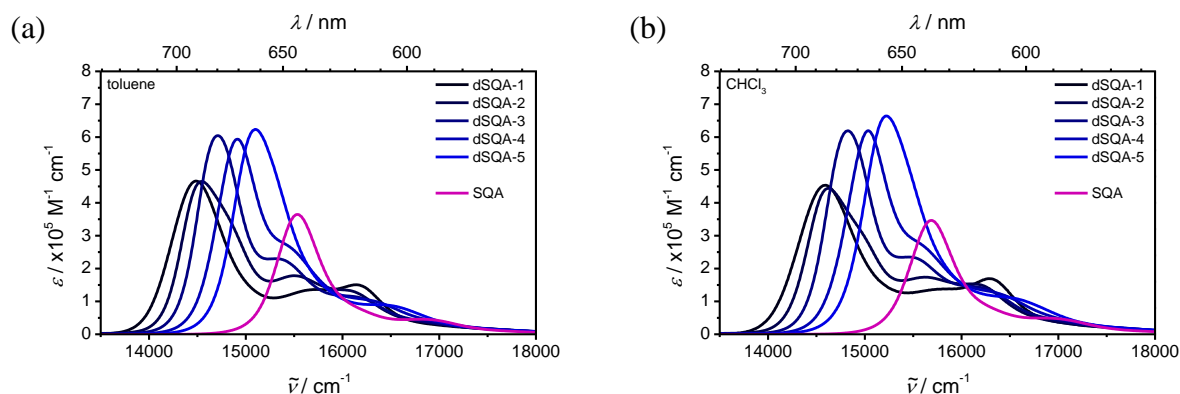 (a)
λ / nm
700 650 600
8
7
6
5
4
3
2
1
0
ε / x10⁵ M⁻¹ cm⁻¹
toluene
dSQA-1
dSQA-2
dSQA-3
dSQA-4
dSQA-5
SQA
14000 15000 16000 17000 18000
ν̃ / cm⁻¹
(b)
λ / nm
700 650 600
8
7
6
5
4
3
2
1
0
ε / x10⁵ M⁻¹ cm⁻¹
CHCl₃
dSQA-1
dSQA-2
dSQA-3
dSQA-4
dSQA-5
SQA
14000 15000 16000 17000 18000
ν̃ / cm⁻¹